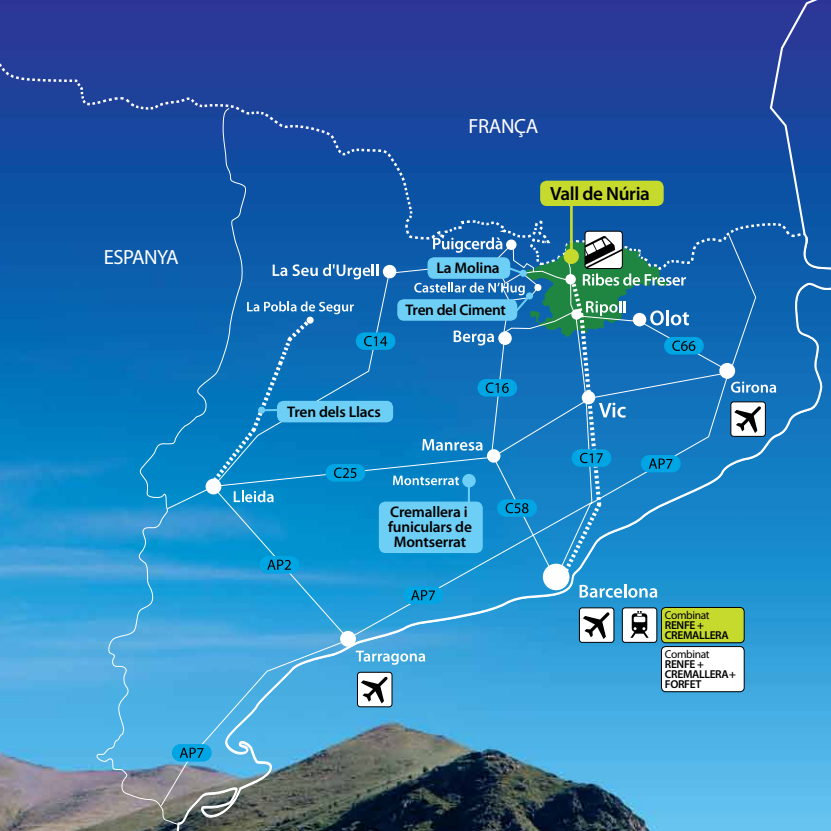 FRANÇA
Vall de Núria
ESPANYA
Puigcerdà
La Seu d'Urgell
La Molina
Castellar de N'Hug
Ribes de Freser
Tren del Ciment
La Pobla de Segur
Ripoll
Olot
Berga
C14
C66
C16
Girona
Tren dels Llacs
Vic
Manresa
C25
C17
AP7
Montserrat
Lleida
Cremallera i
funiculars de
Montserrat
C58
AP2
AP7
Barcelona
Combinat
RENFE +
CREMALLERA
Combinat
RENFE +
CREMALLERA +
FORFET
Tarragona
AP7